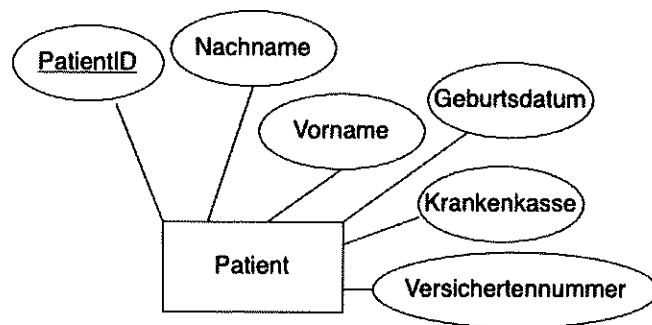 PatientID
Nachname
Vorname
Geburtsdatum
Krankenkasse
Patient
Versichertennummer